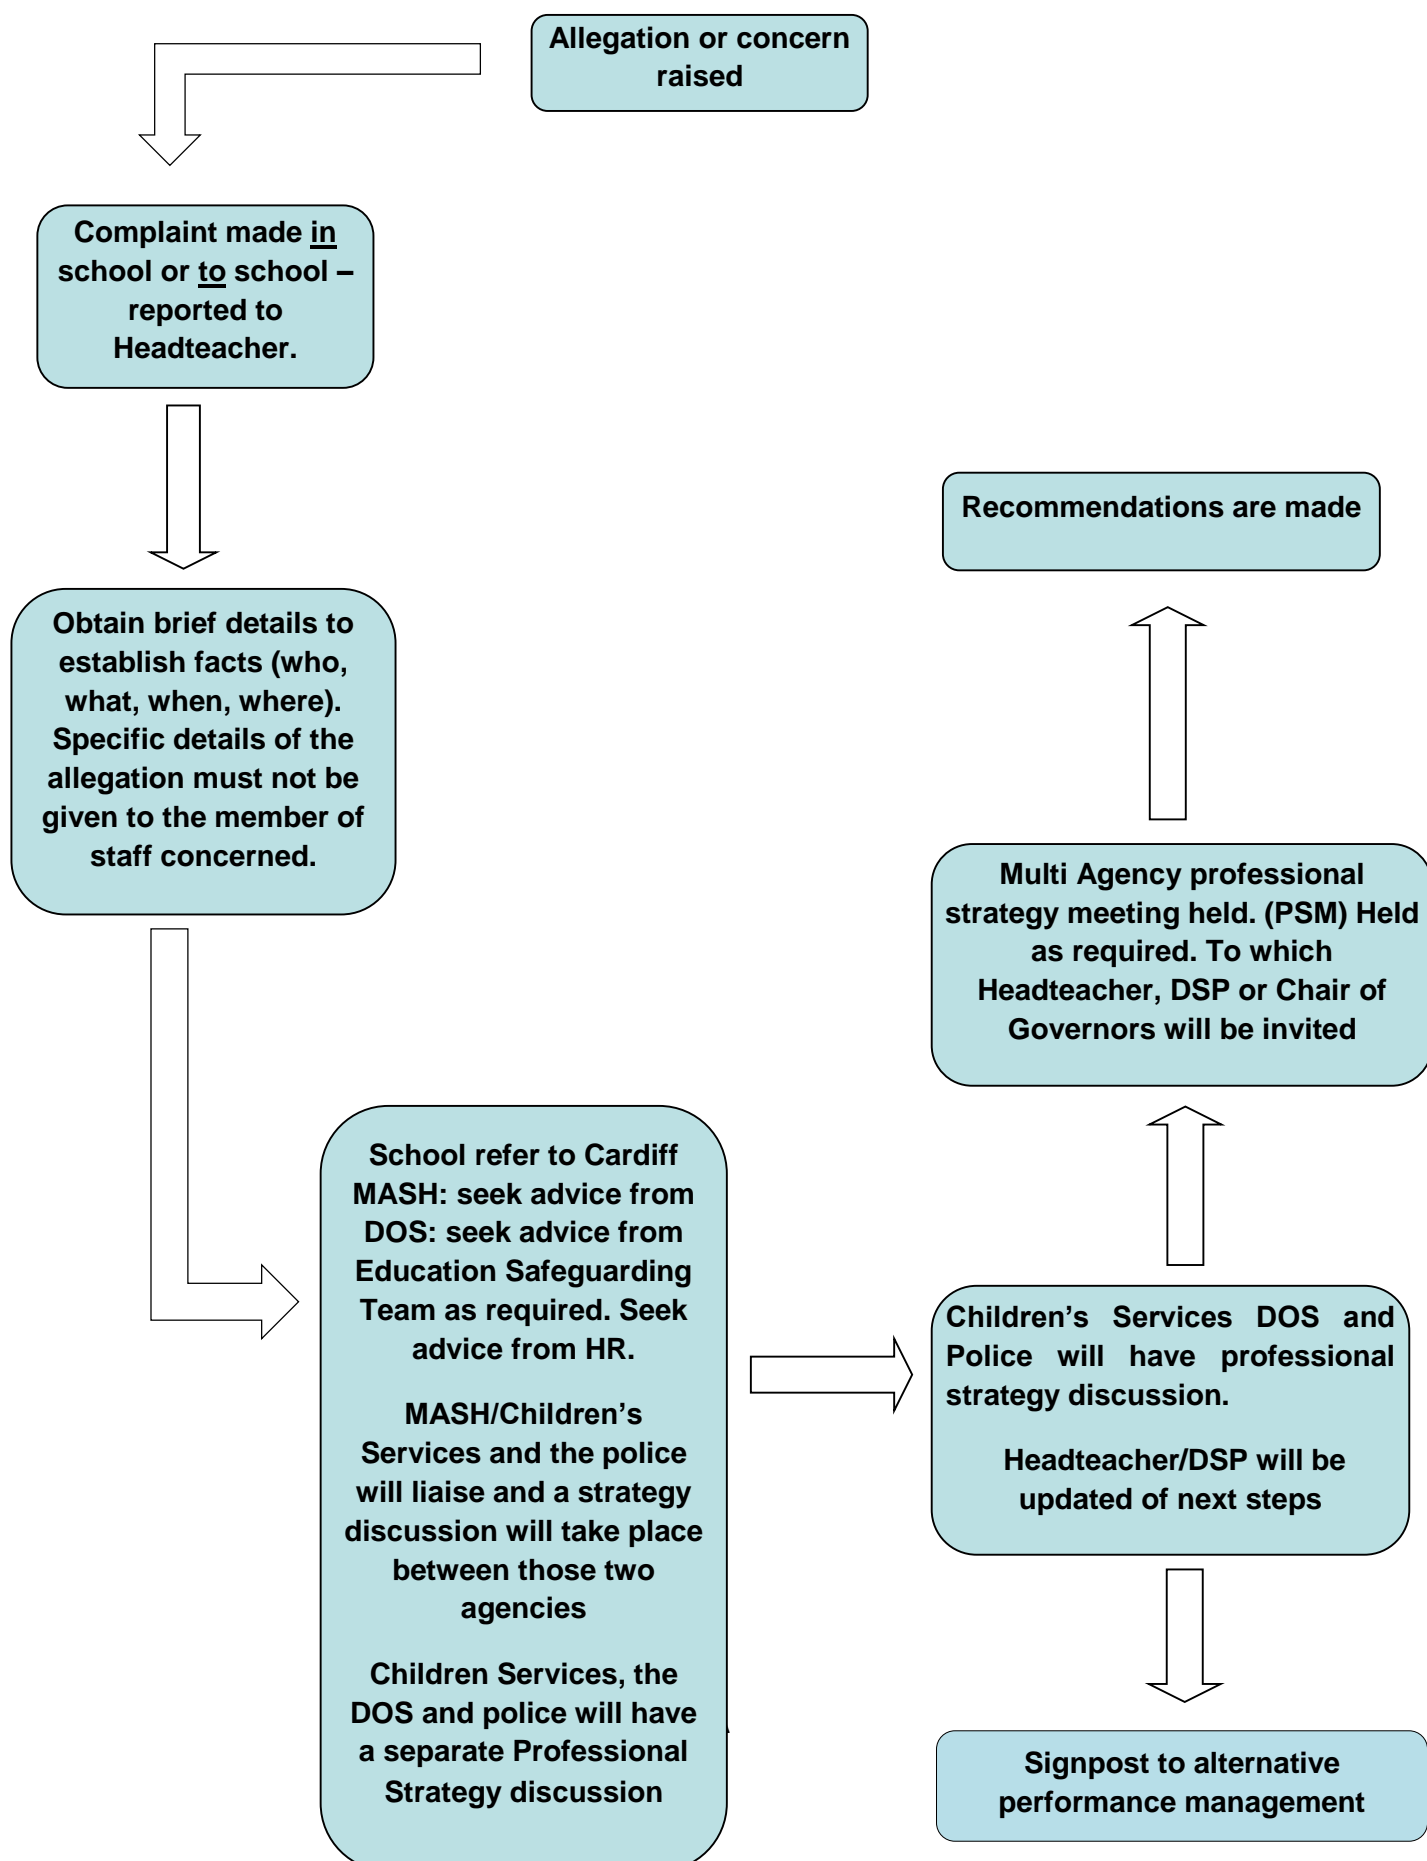 Allegation or concern
raised
Complaint made in
school or to school –
reported to
Headteacher.
Obtain brief details to
establish facts (who,
what, when, where).
Specific details of the
allegation must not be
given to the member of
staff concerned.
School refer to Cardiff
MASH: seek advice from
DOS: seek advice from
Education Safeguarding
Team as required. Seek
advice from HR.
MASH/Children’s
Services and the police
will liaise and a strategy
discussion will take place
between those two
agencies
Children Services, the
DOS and police will have
a separate Professional
Strategy discussion
Children’s Services DOS and
Police will have professional
strategy discussion.
Headteacher/DSP will be
updated of next steps
Multi Agency professional
strategy meeting held. (PSM) Held
as required. To which
Headteacher, DSP or Chair of
Governors will be invited
Recommendations are made
Signpost to alternative
performance management